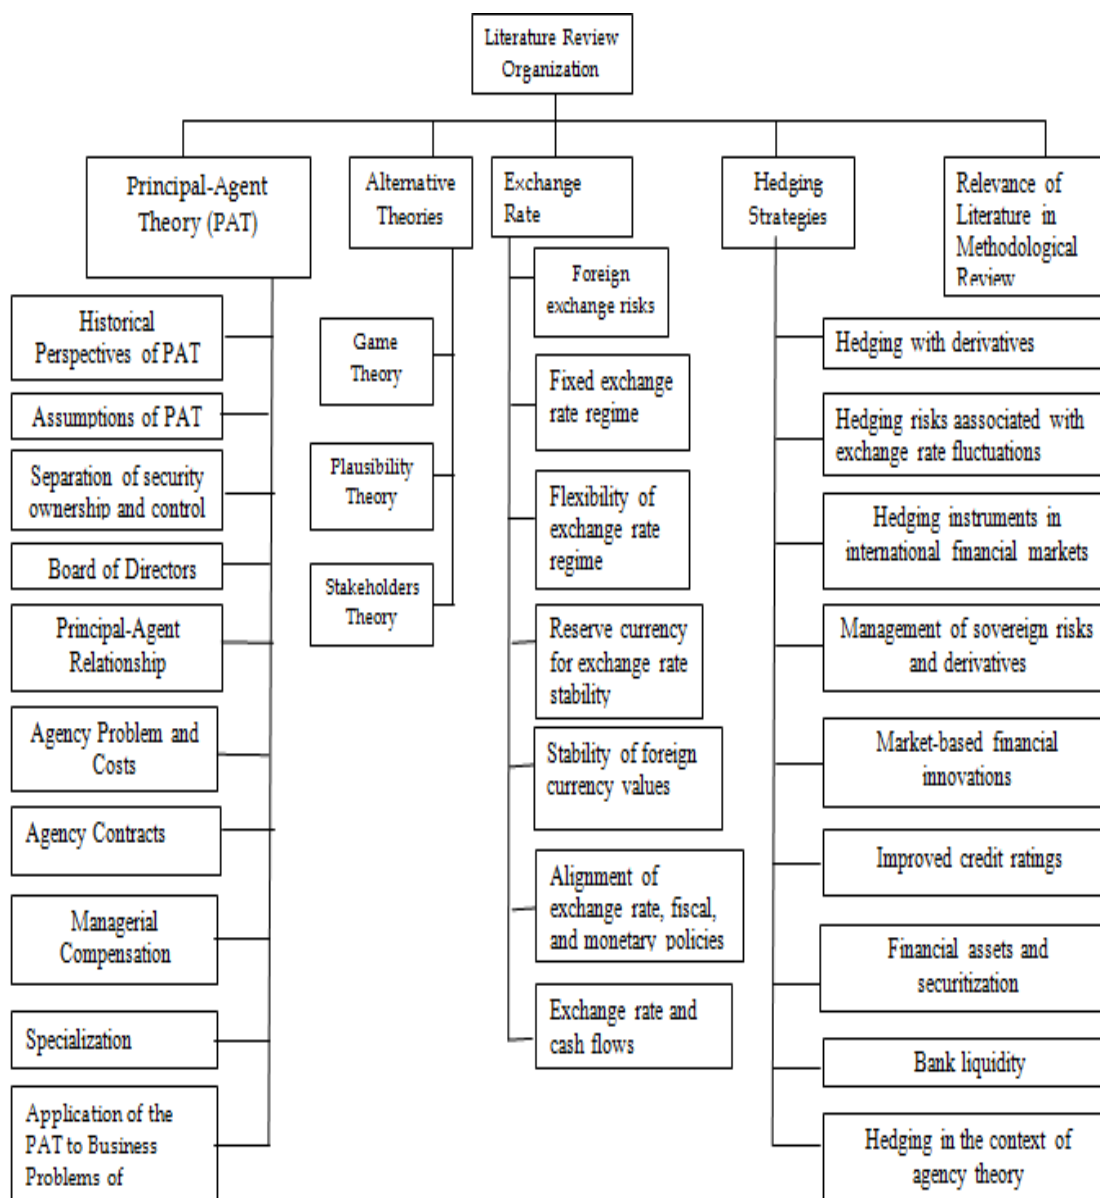 Literature Review
Organization
Principal-Agent
Theory (PAT)
Historical
Perspectives of PAT
Assumptions of PAT
Separation of security
ownership and control
Board of Directors
Principal-Agent
Relationship
Agency Problem and
Costs
Agency Contracts
Managerial
Compensation
Specialization
Application of the
PAT to Business
Problems of
Alternative
Theories
Game
Theory
Plausibility
Theory
Stakeholders
Theory
Exchange
Rate
Foreign
exchange risks
Fixed exchange
rate regime
Flexibility of
exchange rate
regime
Reserve currency
for exchange rate
stability
Stability of foreign
currency values
Alignment of
exchange rate, fiscal,
and monetary policies
Exchange rate and
cash flows
Hedging
Strategies
Hedging with derivatives
Hedging risks aassociated with
exchange rate fluctuations
Hedging instruments in
international financial markets
Management of sovereign risks
and derivatives
Market-based financial
innovations
Improved credit ratings
Financial assets and
securitization
Bank liquidity
Hedging in the context of
agency theory
Relevance of
Literature in
Methodological
Review